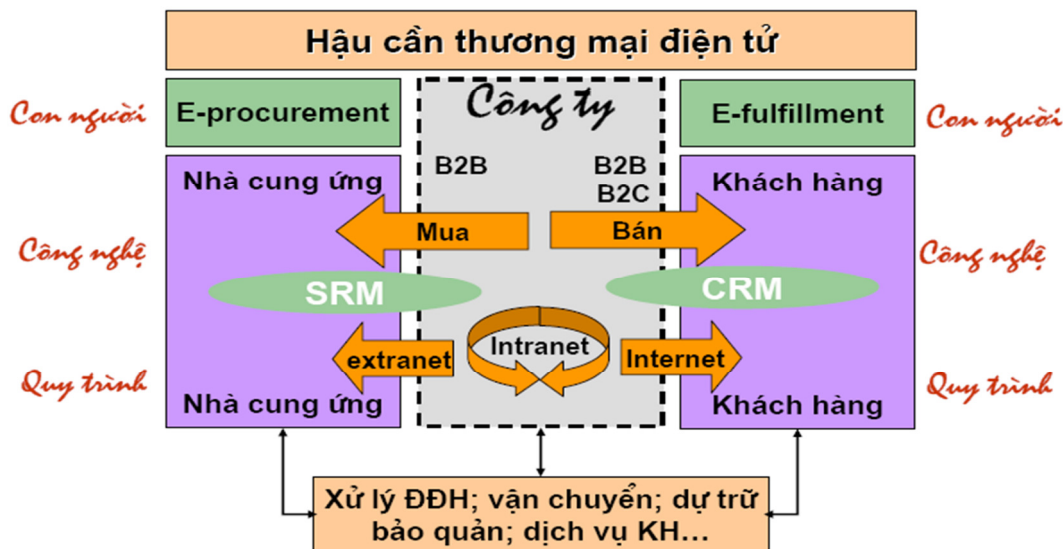 Hậu cần thương mại điện tử
Con người
E-procurement
Công ty
E-fulfillment
Con người
Nhà cung ứng
B2B
B2B
B2C
Khách hàng
Mua
Bán
Công nghệ
Công nghệ
SRM
CRM
extranet
Intranet
Internet
Quy trình
Quy trình
Nhà cung ứng
Khách hàng
Xử lý ĐĐH; vận chuyển; dự trữ
bảo quản; dịch vụ KH...